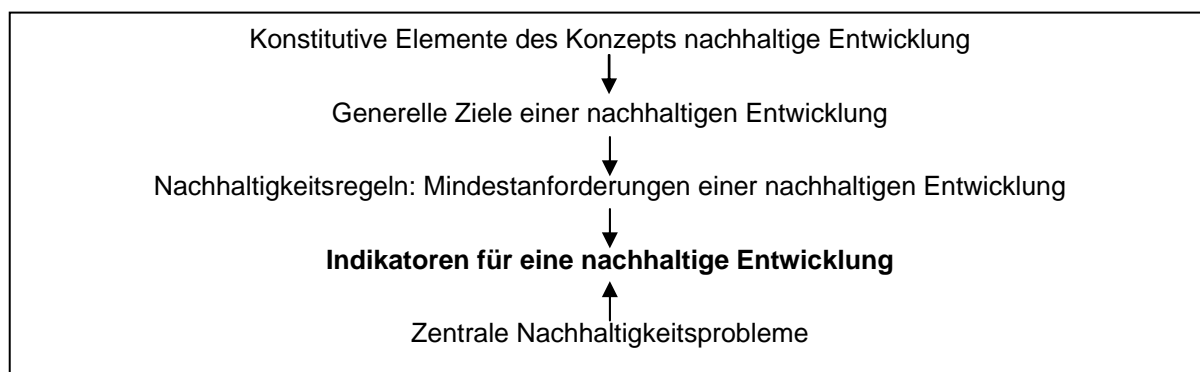 Konstitutive Elemente des Konzepts nachhaltige Entwicklung
Generelle Ziele einer nachhaltigen Entwicklung
Nachhaltigkeitsregeln: Mindestanforderungen einer nachhaltigen Entwicklung
Indikatoren für eine nachhaltige Entwicklung
Zentrale Nachhaltigkeitsprobleme